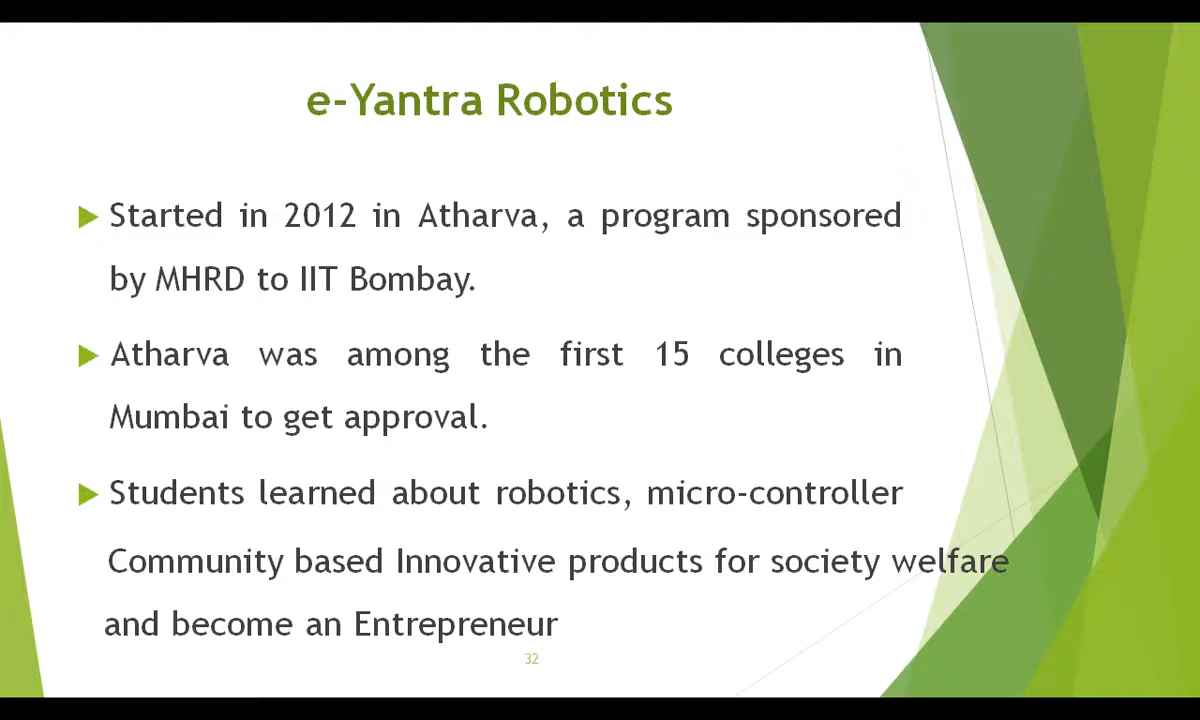 e-Yantra Robotics
Started in 2012 in Atharva, a program sponsored
by MHRD to IIT Bombay.
Atharva was among the first 15 colleges in
Mumbai to get approval.
Students learned about robotics, micro-controller
Community based Innovative products for society welfare
and become an Entrepreneur
32